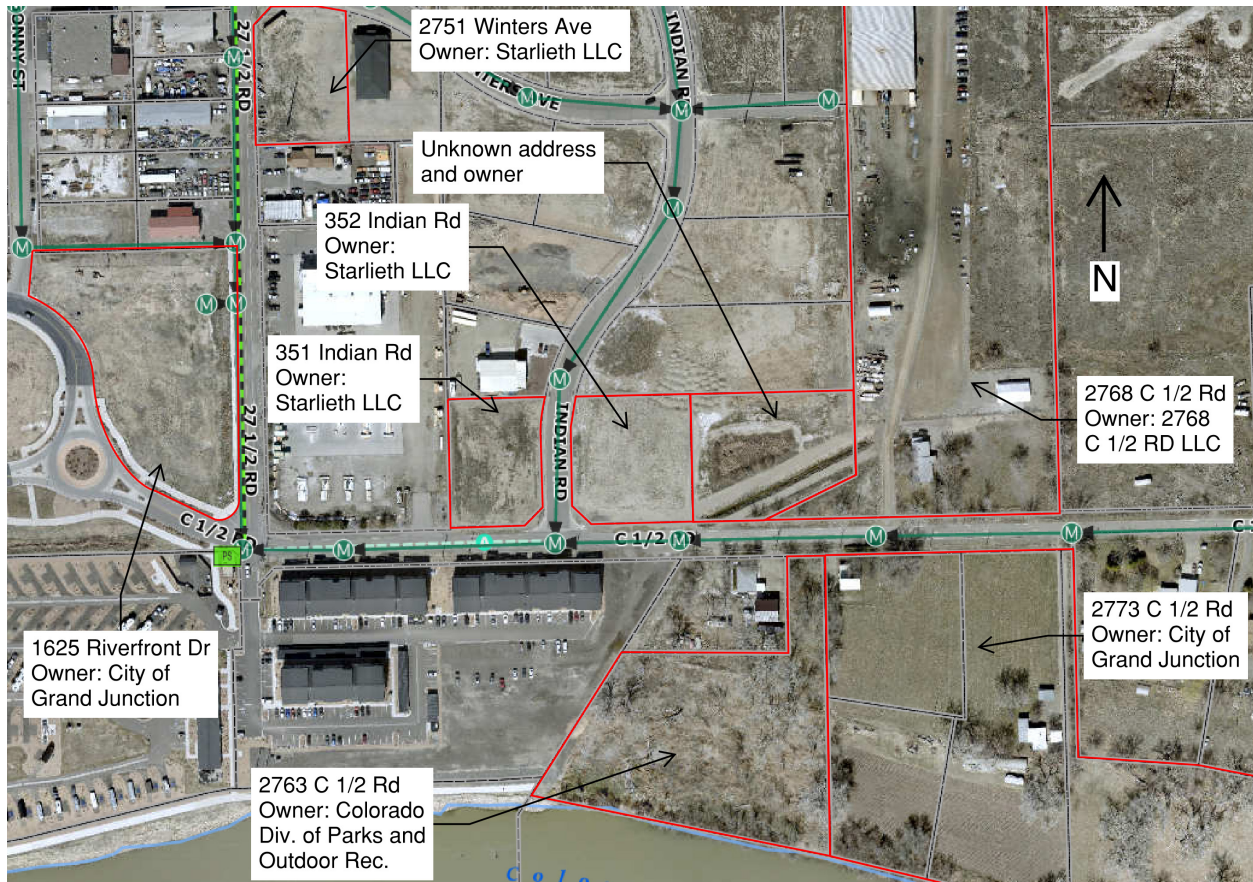 2751 Winters Ave
Owner: Starlieth LLC
27 1/2 RD
INDIAN R
M
M
M
M
Unknown address
and owner
352 Indian Rd
Owner:
Starlieth LLC
M
M
M
M
M
N
351 Indian Rd
Owner:
Starlieth LLC
M
2768 C 1/2 Rd
Owner: 2768
C 1/2 RD LLC
27 1/2 RD
INDIAN RD
C 1/2
PS
M
M
A
M
C 1/2
M
M
M
2773 C 1/2 Rd
Owner: City of
Grand Junction
1625 Riverfront Dr
Owner: City of
Grand Junction
2763 C 1/2 Rd
Owner: Colorado
Div. of Parks and
Outdoor Rec.
C o l o